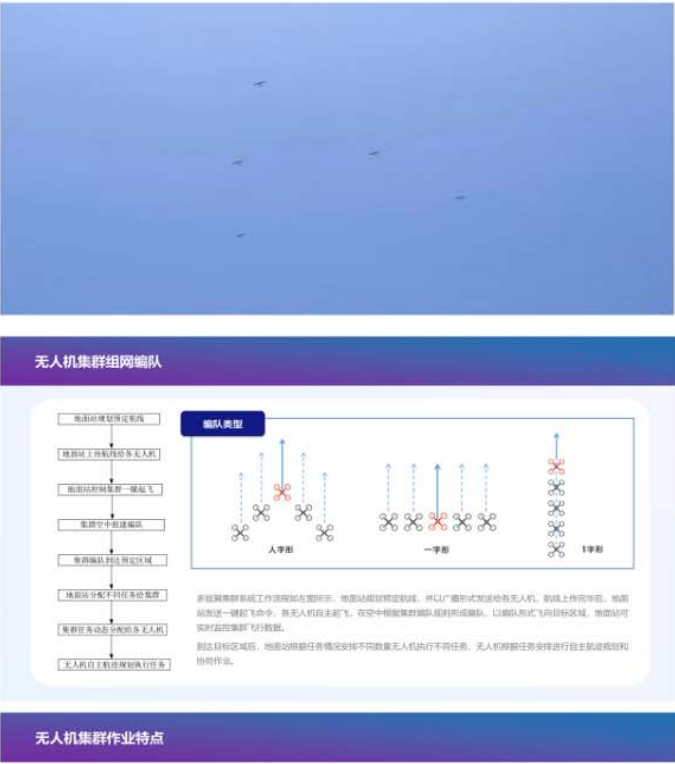 无人机集群组网编队
地面站规划预定航线
地面站上传航线给各无人机
地面站控制集群一键起飞
集群空中组建编队
集群编队到达预定区域
地面站分配不同任务给集群
集群任务动态分配给各无人机
无人机自主航迹规划执行任务
编队类型
人字形
一字形
1字形
多旋翼集群系统工作流程如左图所示，地面站规划预定航线，并以广播形式发送给各无人机，航线上传完毕后，地面
站发送一键起飞命令，各无人机自主起飞，在空中根据集群编队规则形成编队，以编队形式飞向目标区域，地面站可
实时监控集群飞行数据。
到达目标区域后，地面站根据任务情况安排不同数量无人机执行不同任务，无人机根据任务安排进行自主航迹规划和
协同作业。
无人机集群作业特点